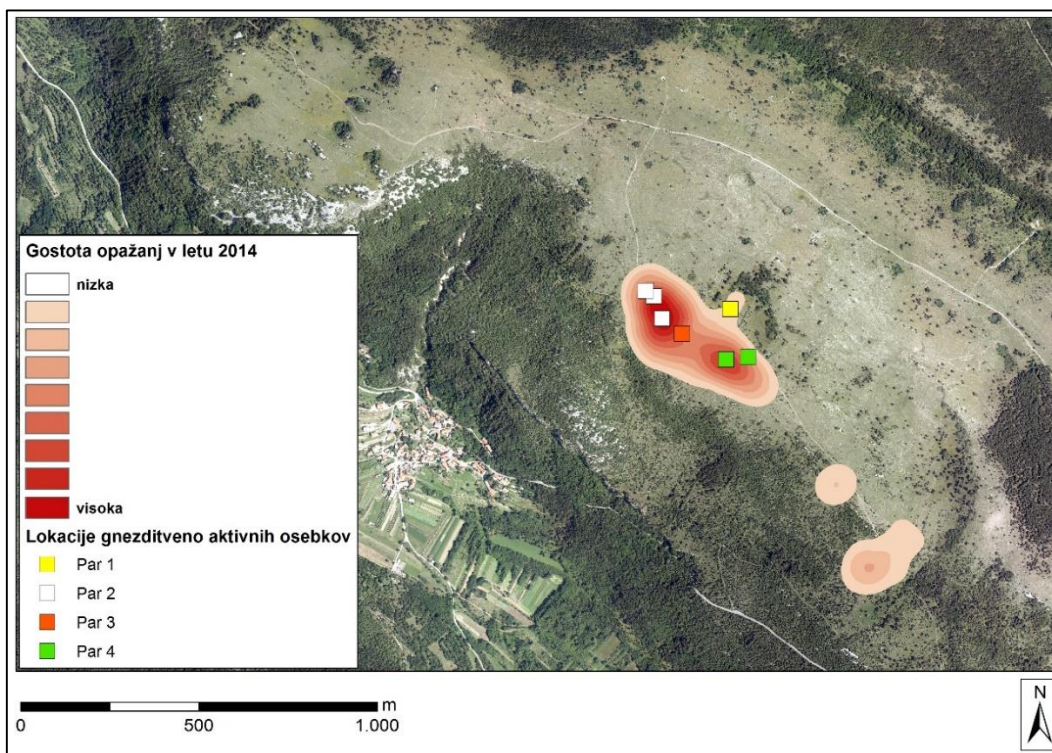 Gostota opažanj v letu 2014
nizka
visoka
Lokacije gnezditveno aktivnih osebkov
Par 1
Par 2
Par 3
Par 4
m
0 500 1.000
N